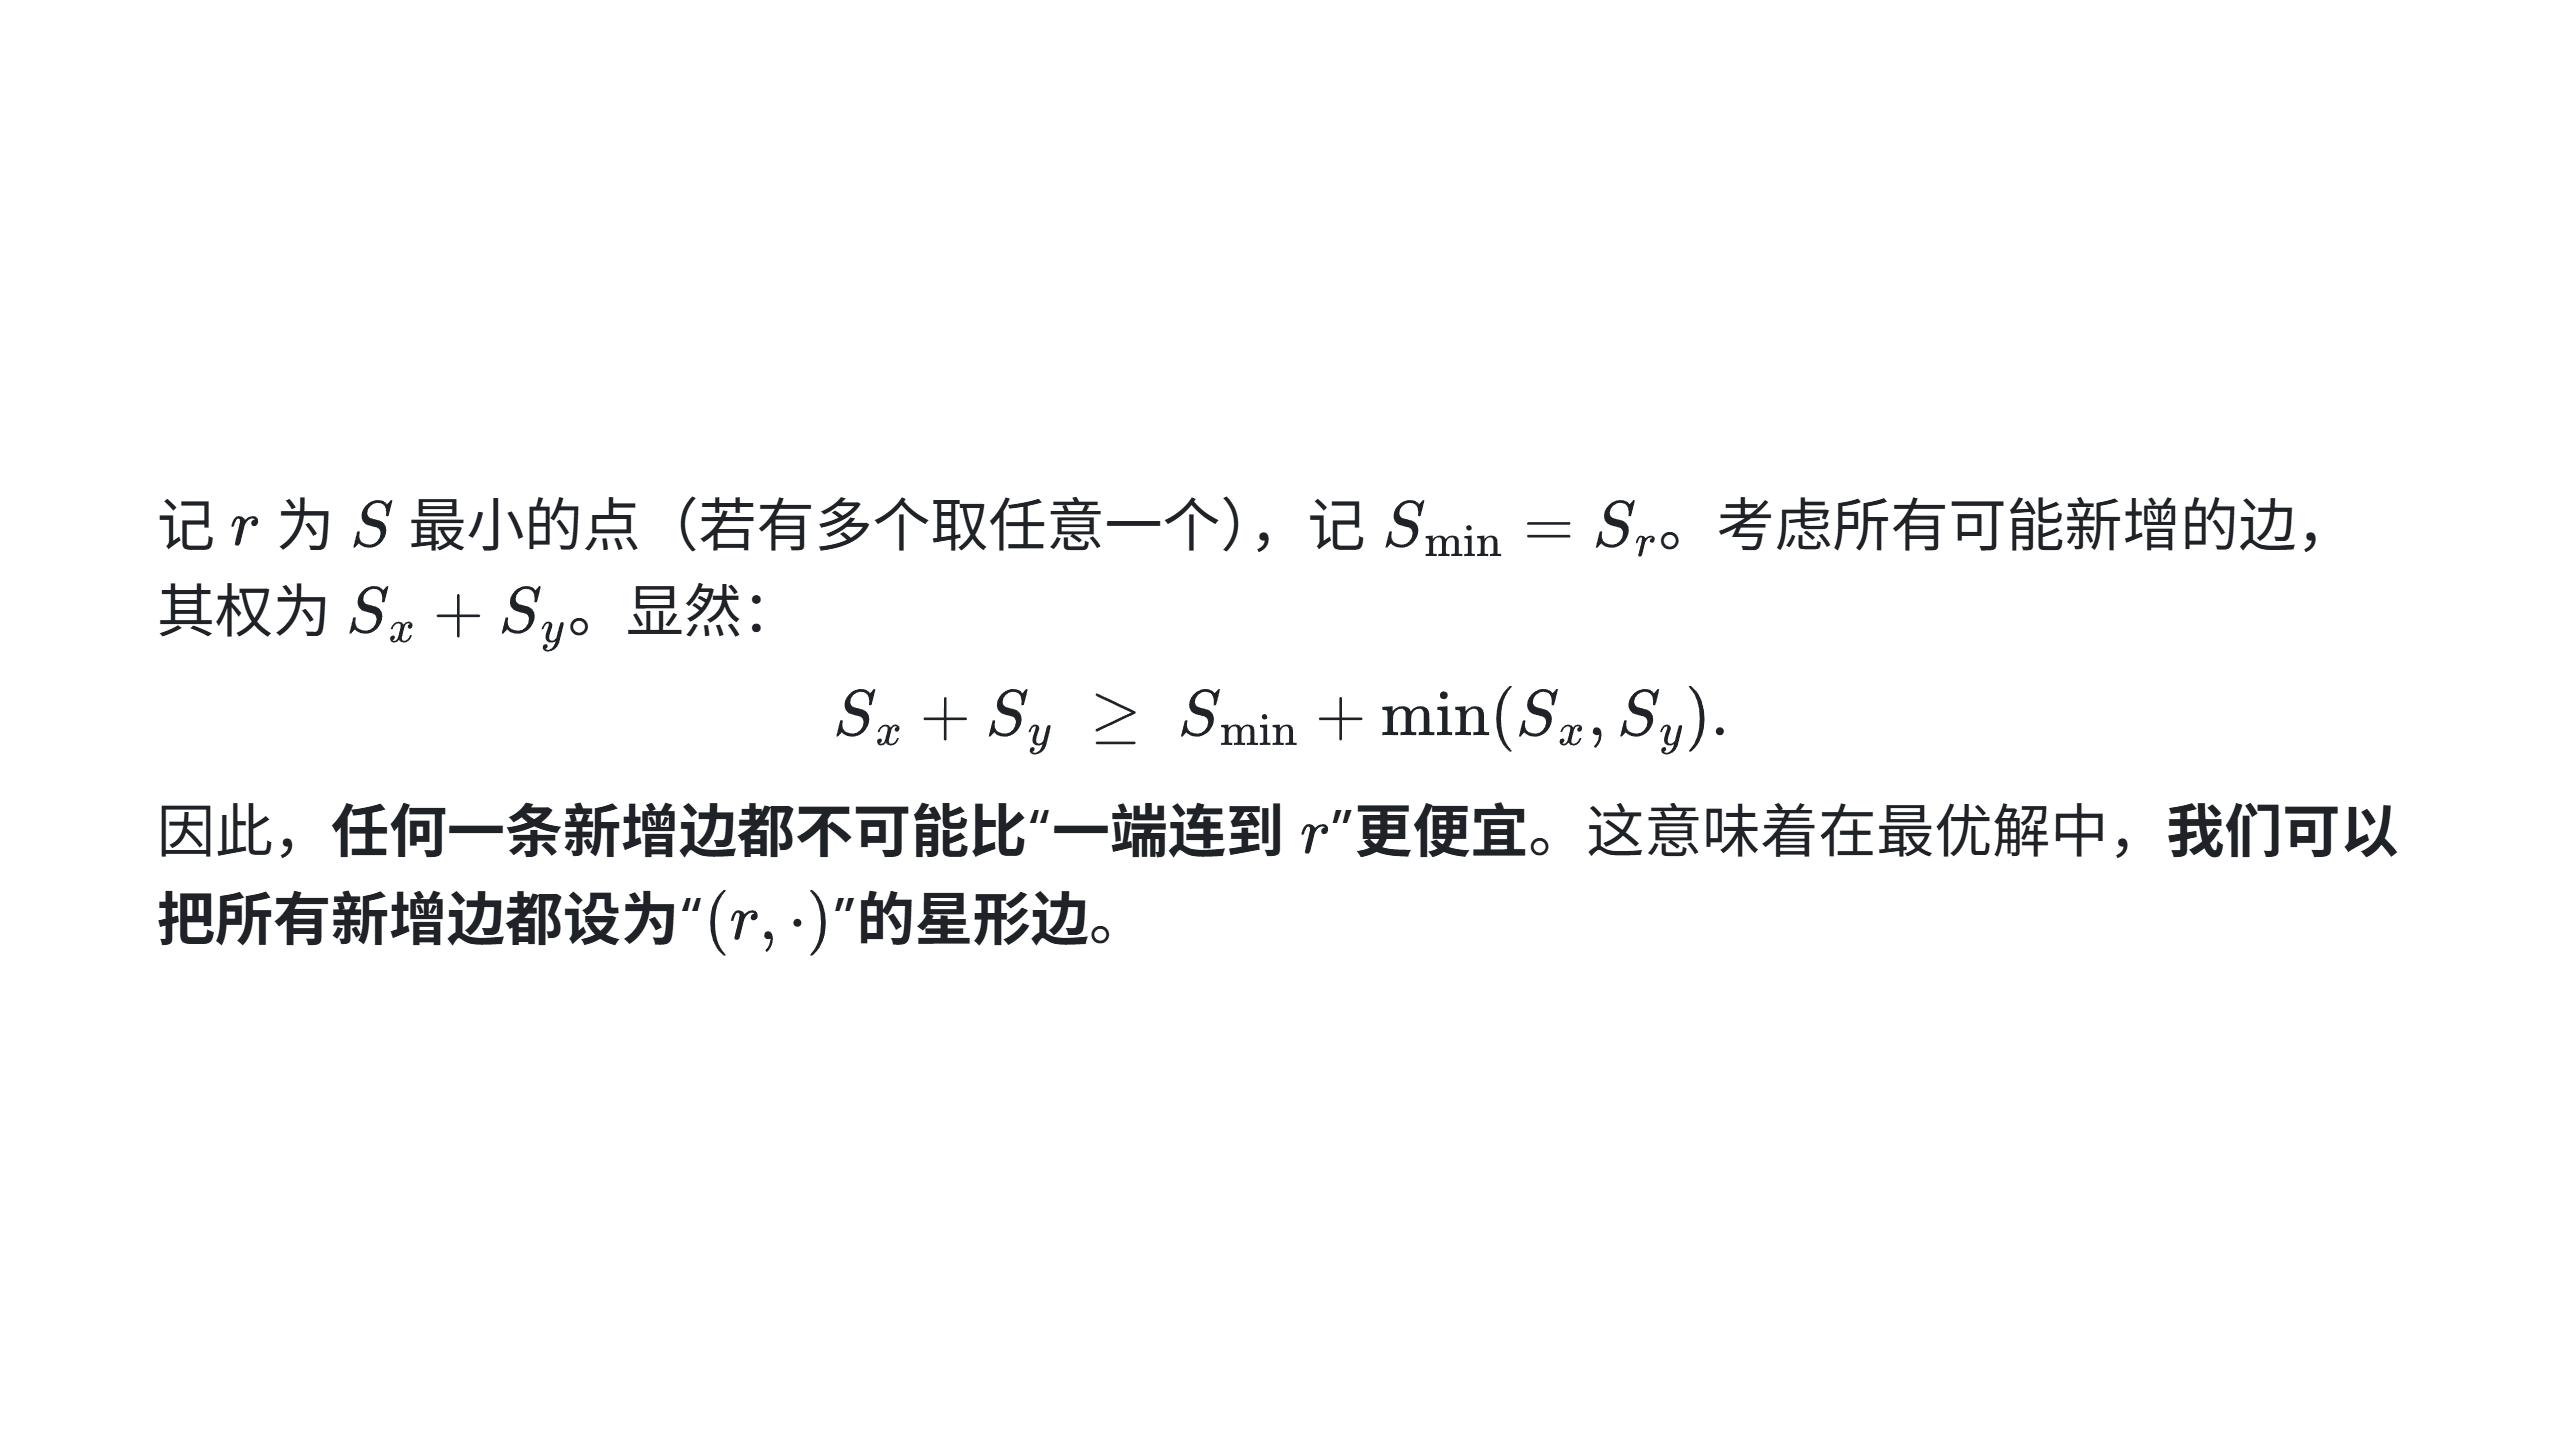 记 r 为 S 最小的点（若有多个取任意一个），记 S_min = S_r。考虑所有可能新增的边，
其权为 S_x + S_y。显然：
S_x + S_y ≥ S_min + min(S_x, S_y).
因此，任何一条新增边都不可能比“一端连到 r”更便宜。这意味着在最优解中，我们可以
把所有新增边都设为“(r, ·)”的星形边。